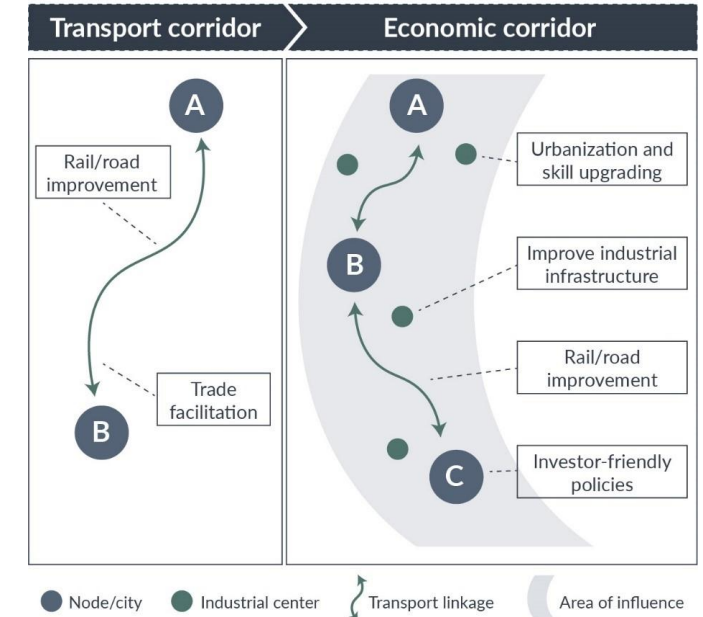 Transport corridor
Economic corridor
A
Rail/road
improvement
Trade
facilitation
B
A
Urbanization and
skill upgrading
B
Improve industrial
infrastructure
Rail/road
improvement
C
Investor-friendly
policies
Node/city
Industrial center
Transport linkage
Area of influence